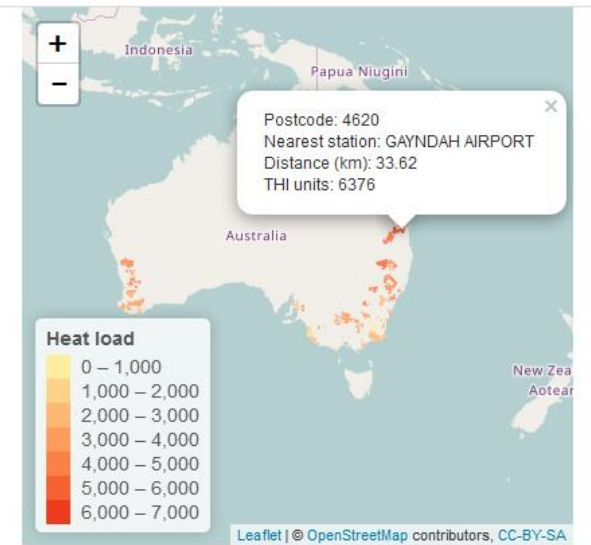 +
−
Indonesia
Papua Niugini
×
Postcode: 4620
Nearest station: GAYNDAH AIRPORT
Distance (km): 33.62
THI units: 6376
Australia
Heat load
0 – 1,000
1,000 – 2,000
2,000 – 3,000
3,000 – 4,000
4,000 – 5,000
5,000 – 6,000
6,000 – 7,000
New Zea
Aotear
Leaflet | © OpenStreetMap contributors, CC-BY-SA